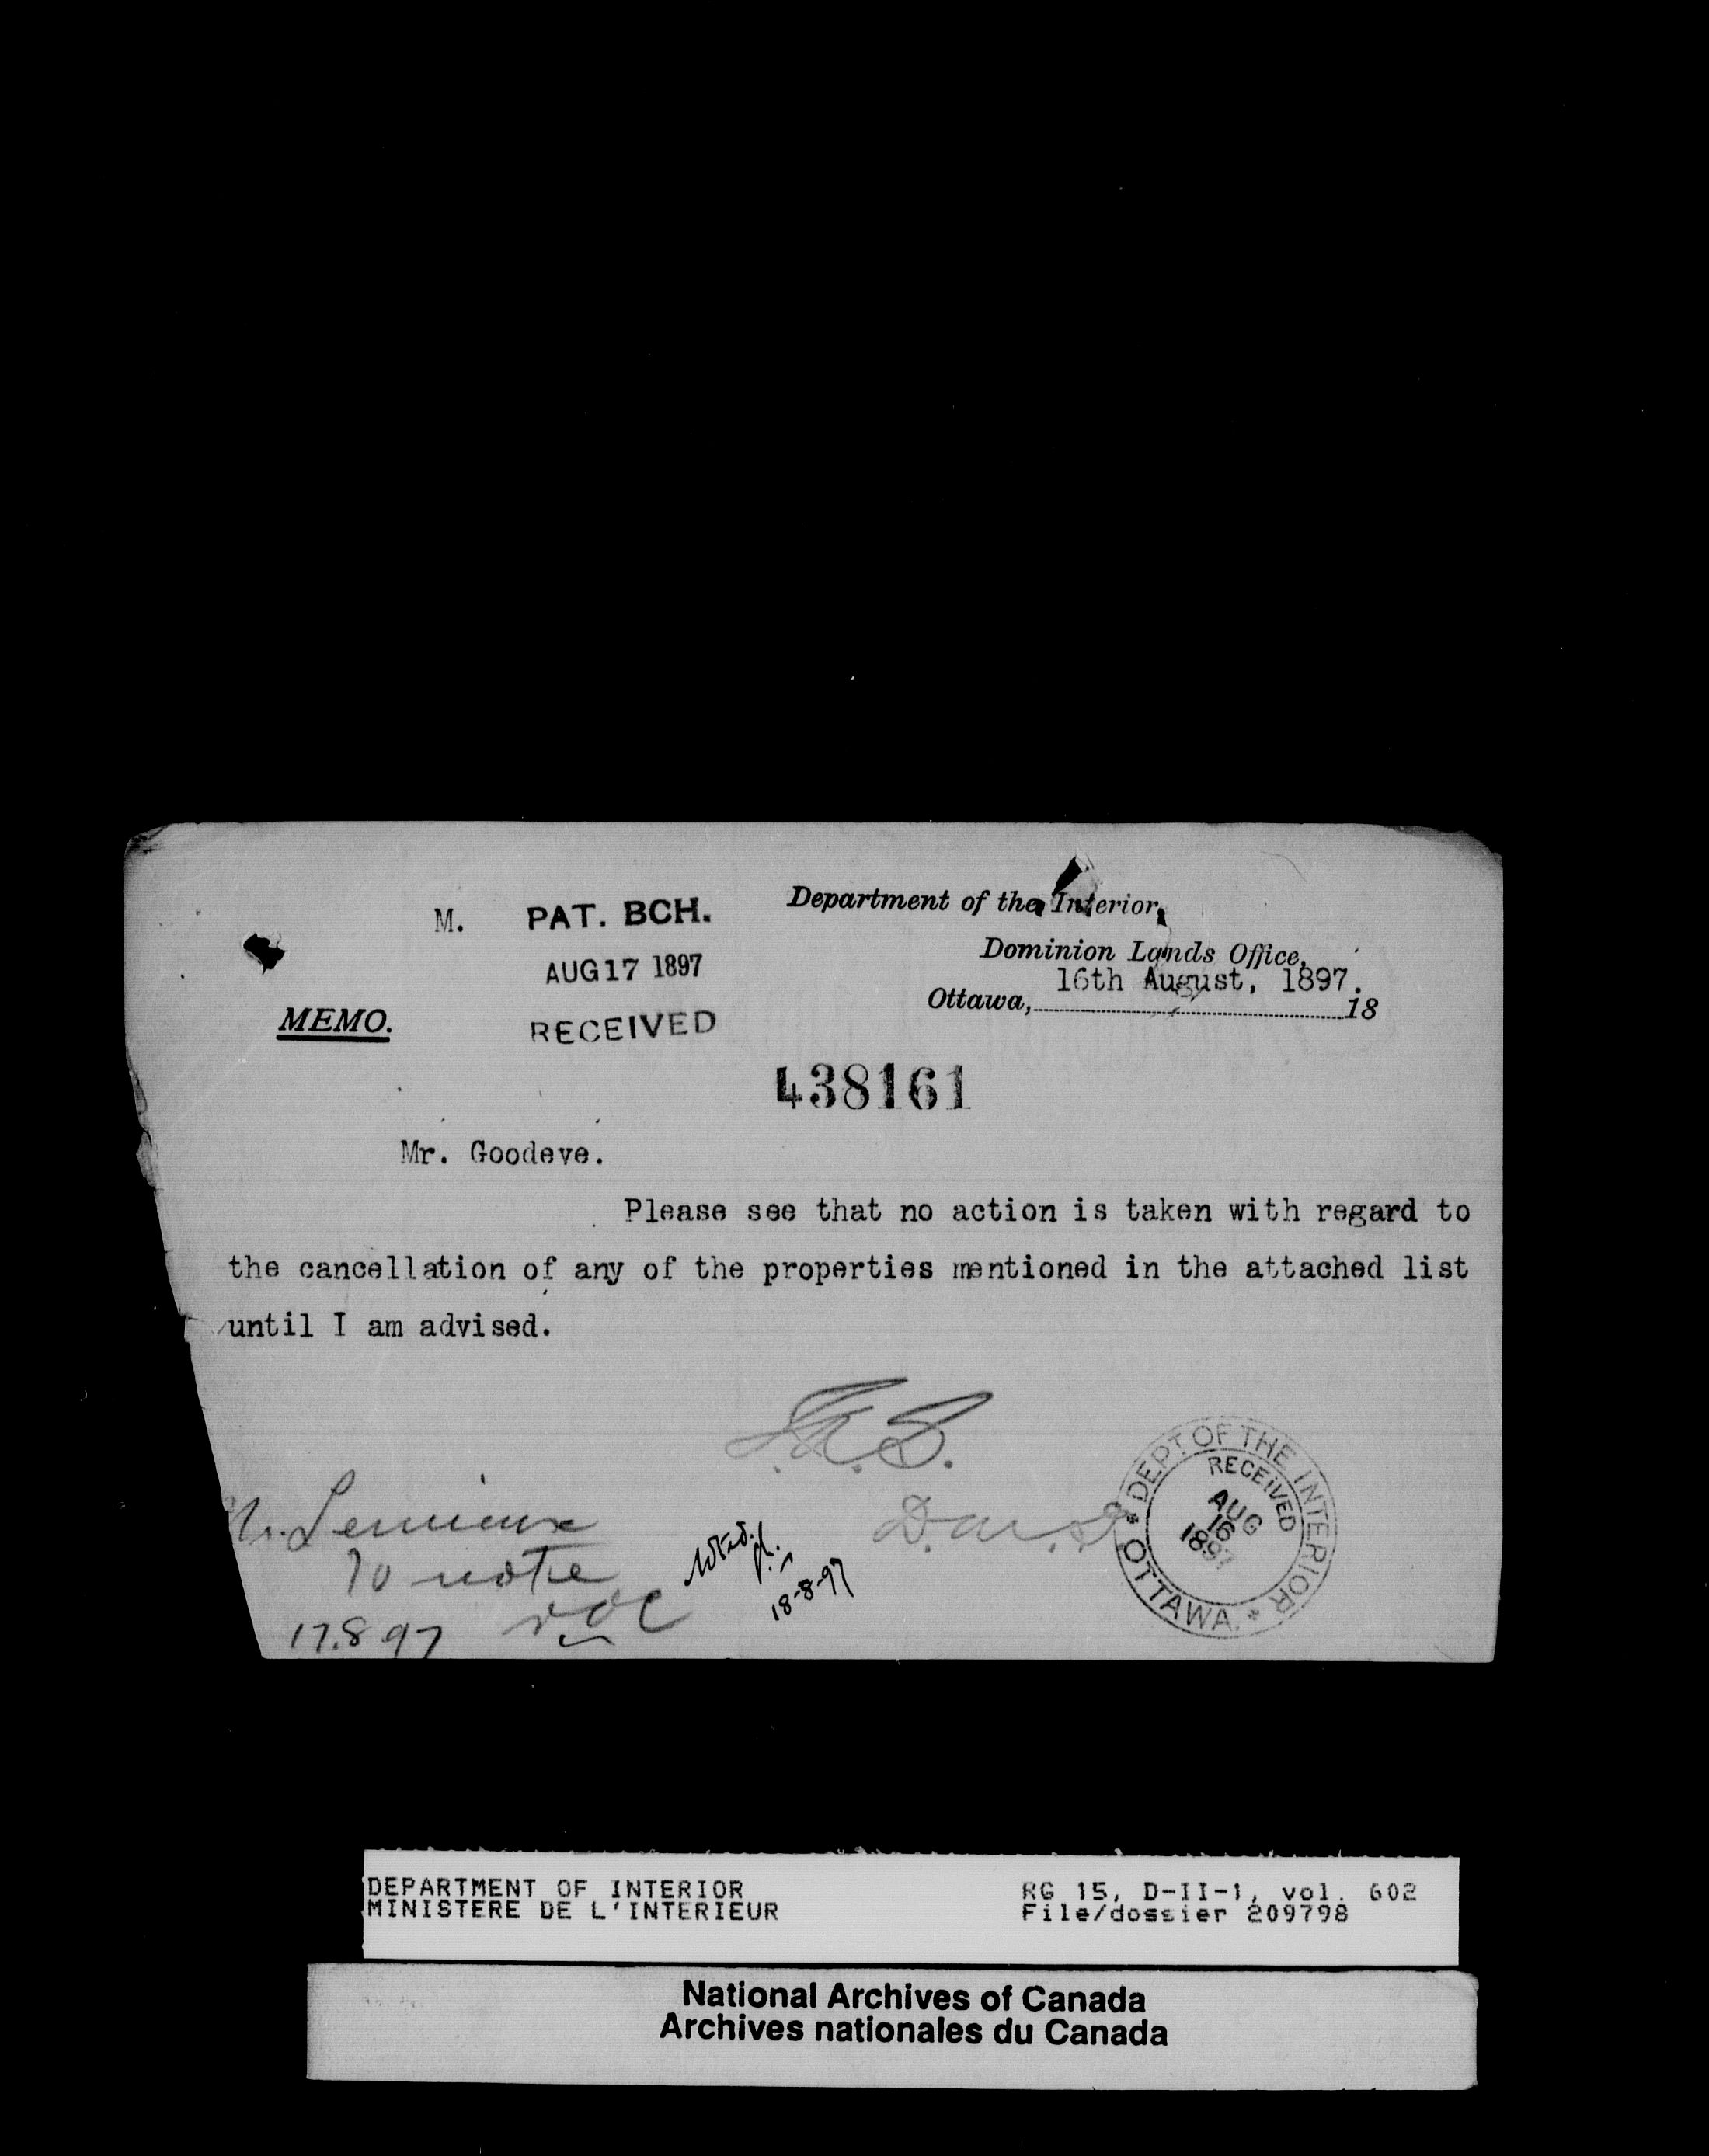 M.
PAT. BCH.
AUG 17 1897
RECEIVED
Department of the Interior,
Dominion Lands Office,
16th August, 1897.
Ottawa, 18
MEMO.
438161
Mr. Goodeve.
Please see that no action is taken with regard to
the cancellation of any of the properties mentioned in the attached list
until I am advised.
Mr. Lemieux
To note
17.8.97
Noted.
18-8-97
* DEPT. OF THE INTERIOR * OTTAWA.
RECEIVED
AUG
16
1897
DEPARTMENT OF INTERIOR
MINISTERE DE L'INTERIEUR
RG 15, D-II-1, vol. 602
File/dossier 209798
National Archives of Canada
Archives nationales du Canada